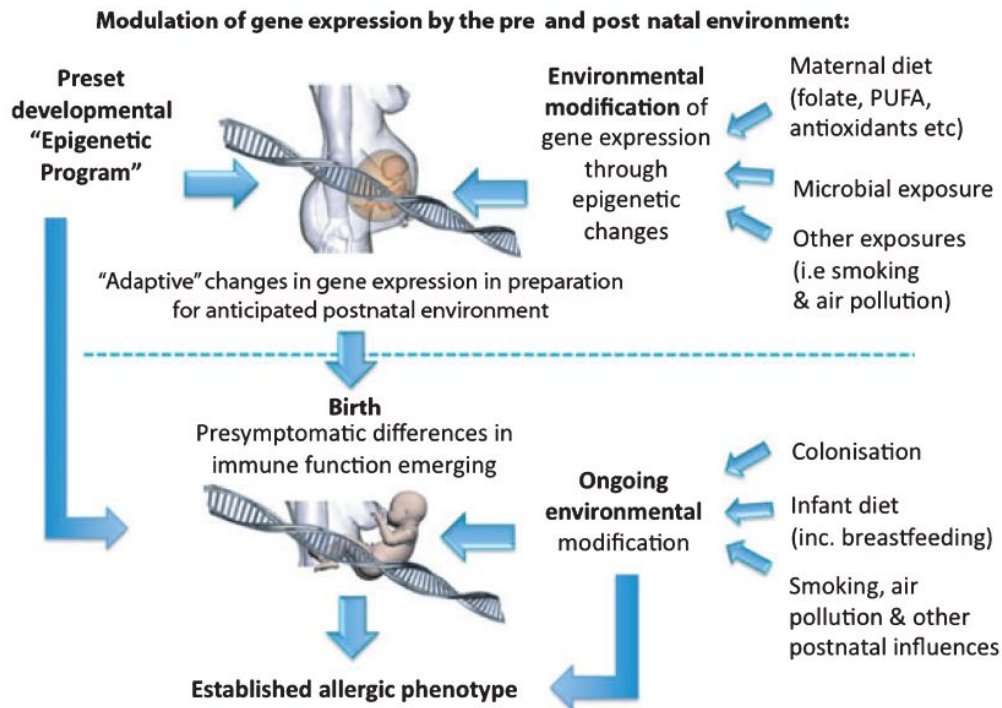 Modulation of gene expression by the pre and post natal environment:
Preset
developmental
“Epigenetic
Program”
Environmental
modification of
gene expression
through
epigenetic
changes
Maternal diet
(folate, PUFA,
antioxidants etc)
Microbial exposure
Other exposures
(i.e smoking
& air pollution)
“Adaptive” changes in gene expression in preparation
for anticipated postnatal environment
Birth
Presymptomatic differences in
immune function emerging
Ongoing
environmental
modification
Colonisation
Infant diet
(inc. breastfeeding)
Smoking, air
pollution & other
postnatal influences
Established allergic phenotype